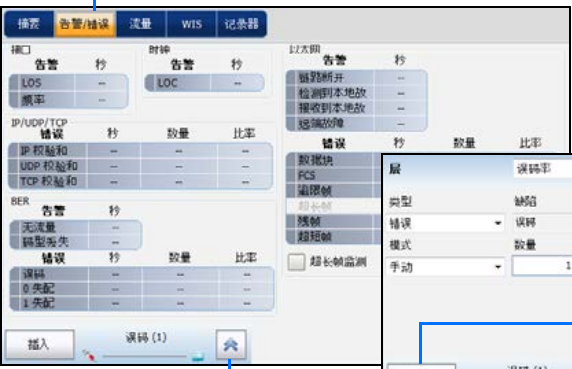 摘要 告警/错误 流量 WIS 记录器
接口
告警 秒
LOS --
频率 --
时钟
告警 秒
LOC --
IP/UDP/TCP
错误 秒 数量 比率
IP 校验和 -- -- --
UDP 校验和 -- -- --
TCP 校验和 -- -- --
BER
告警 秒
无流量 --
码型丢失 --
错误 秒 数量 比率
误码 -- -- --
0 失配 -- -- --
1 失配 -- -- --
以太网
告警 秒
链路断开 --
检测到本地故 --
接收到本地故 --
远端故障 --
错误 秒 数量 比率
数据块
FCS
追限帧
超长帧
残帧
超短帧
超长帧监测
插入 误码 (1)
层 误码率
类型 缺陷
错误 误码
模式 数量
手动 1